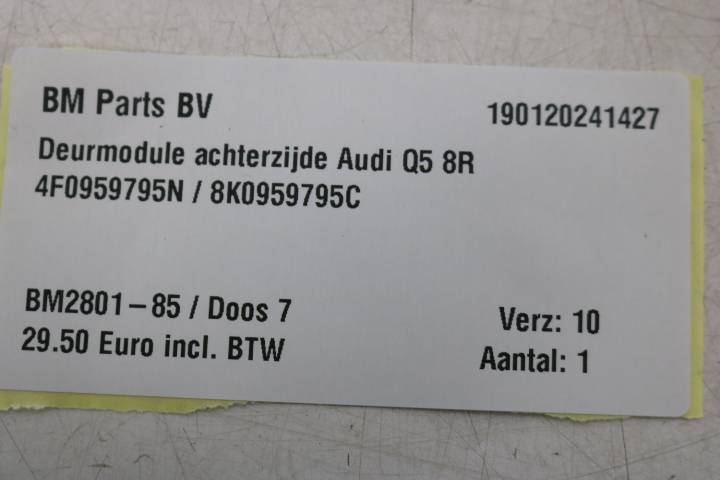 BM Parts BV 190120241427
Deurmodule achterzijde Audi Q5 8R
4F0959795N / 8K0959795C
BM2801-85 / Doos 7 Verz: 10
29.50 Euro incl. BTW Aantal: 1